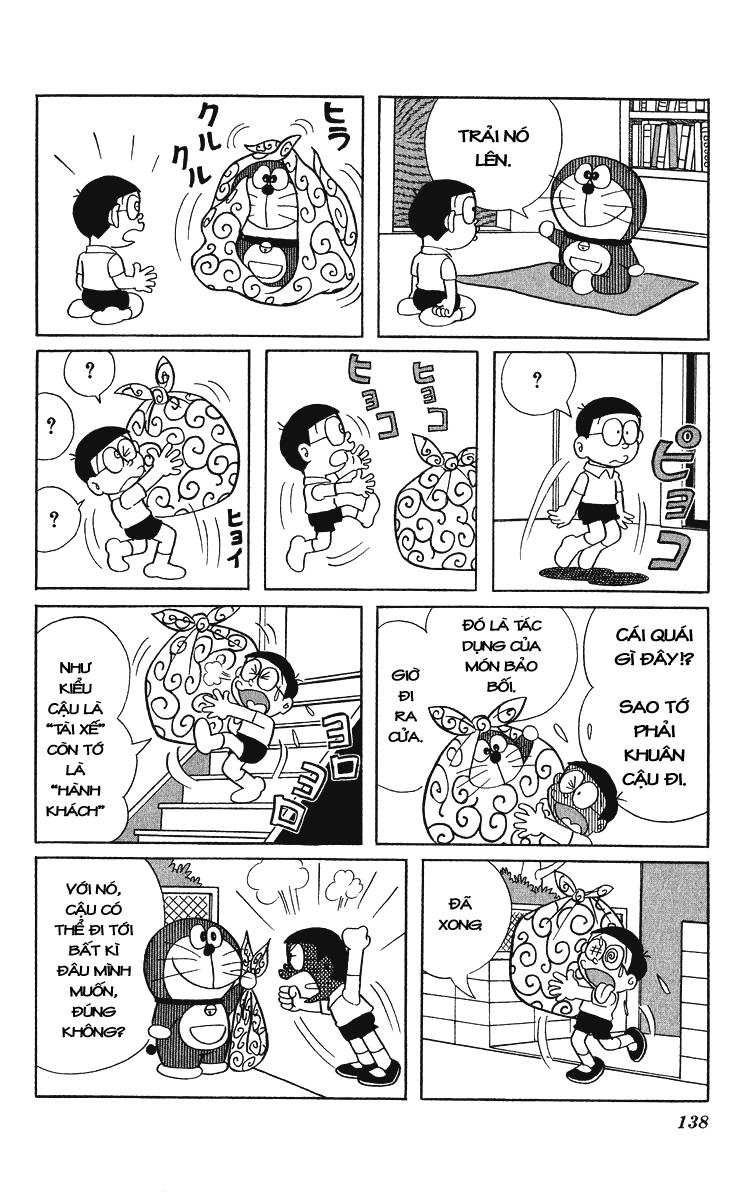 TRẢI NÓ
LÊN.
ヒラ
クル
クル
?
ピョコ
ヒョコ
ヒョコ
?
?
?
ヒョイ
CÁI QUÁI
GÌ ĐÂY!?
SAO TỚ
PHẢI
KHUÂN
CẬU ĐI.
ĐÓ LÀ TÁC
DỤNG CỦA
MÓN BẢO
BỐI.
GIỜ
ĐI
RA
CỬA.
NHƯ
KIỂU
CẬU LÀ
“TÀI XẾ”
CÒN TỚ
LÀ
“HÀNH
KHÁCH”
ヨロヨロ
ĐÃ
XONG.
VỚI NÓ,
CẬU CÓ
THỂ ĐI TỚI
BẤT KÌ
ĐÂU MÌNH
MUỐN,
ĐÚNG
KHÔNG?
138